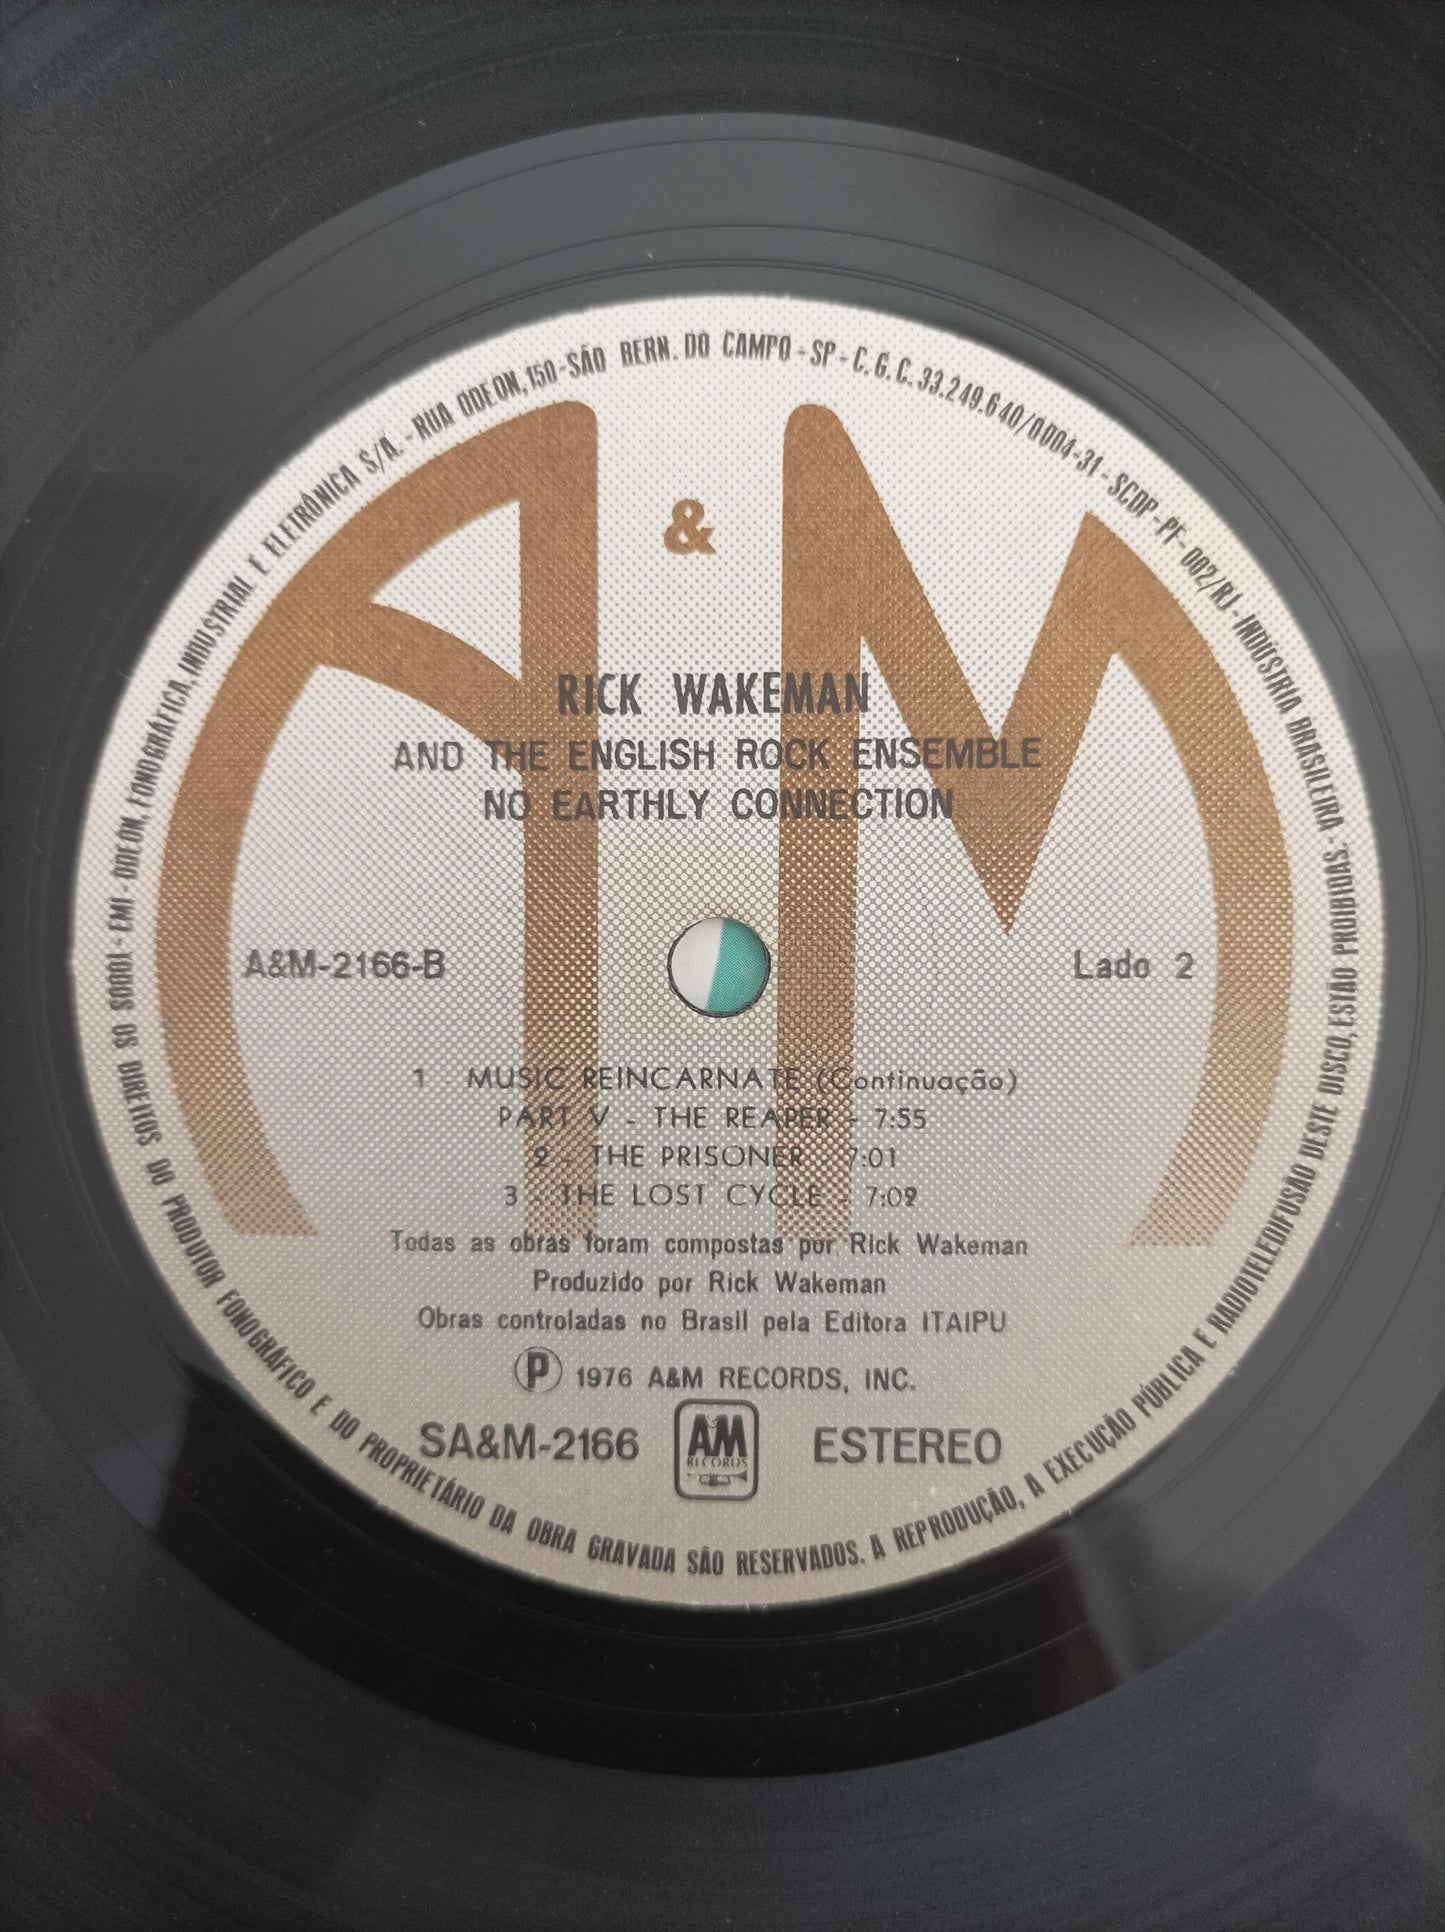 EMI - ODEON, FONOGRÁFICA, INDUSTRIAL E ELETRÔNICA S/A. - RUA ODEON, 150 - SÃO BERN. DO CAMPO - SP - C.G.C. 33.249.640/0004-31 - SCDP - PF - 002/RJ - INDÚSTRIA BRASILEIRA - TODOS OS DIREITOS DO PRODUTOR FONOGRÁFICO E DO PROPRIETÁRIO DA OBRA GRAVADA SÃO RESERVADOS. A REPRODUÇÃO, A EXECUÇÃO PÚBLICA E RADIOTELEDIFUSÃO DESTE DISCO, ESTÃO PROIBIDAS.
A & M
RICK WAKEMAN
AND THE ENGLISH ROCK ENSEMBLE
NO EARTHLY CONNECTION
A&M-2166-B Lado 2
1 - MUSIC REINCARNATE (Continuação)
PART V - THE REAPER - 7:55
2 - THE PRISONER - 7:01
3 - THE LOST CYCLE - 7:02
Todas as obras foram compostas por Rick Wakeman
Produzido por Rick Wakeman
Obras controladas no Brasil pela Editora ITAIPU
Ⓟ 1976 A&M RECORDS, INC.
SA&M-2166 AM RECORDS ESTEREO